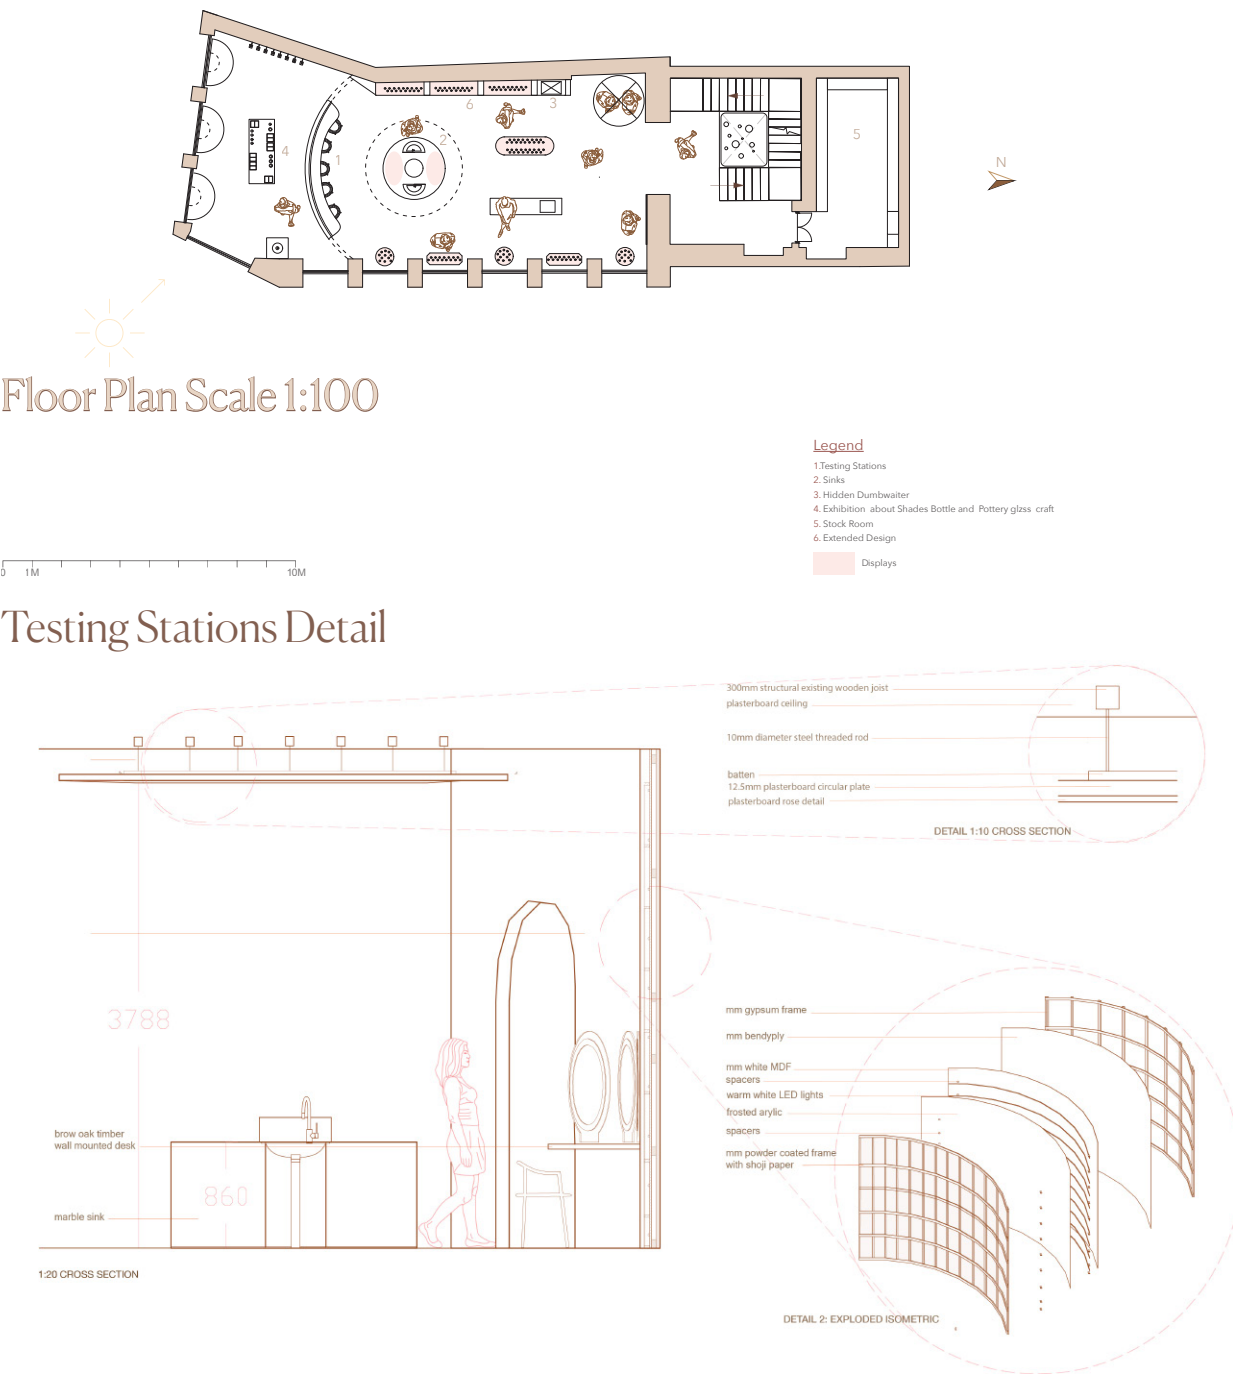 6
3
5
4
1
2
N
Floor Plan Scale 1:100
Legend
1.Testing Stations
2. Sinks
3. Hidden Dumbwaiter
4. Exhibition about Shades Bottle and Pottery glzss craft
5. Stock Room
6. Extended Design
Displays
0 1M 10M
Testing Stations Detail
300mm structural existing wooden joist
plasterboard ceiling
10mm diameter steel threaded rod
batten
12.5mm plasterboard circular plate
plasterboard rose detail
DETAIL 1:10 CROSS SECTION
3788
860
brow oak timber
wall mounted desk
marble sink
1:20 CROSS SECTION
mm gypsum frame
mm bendyply
mm white MDF
spacers
warm white LED lights
frosted arylic
spacers
mm powder coated frame
with shoji paper
DETAIL 2: EXPLODED ISOMETRIC